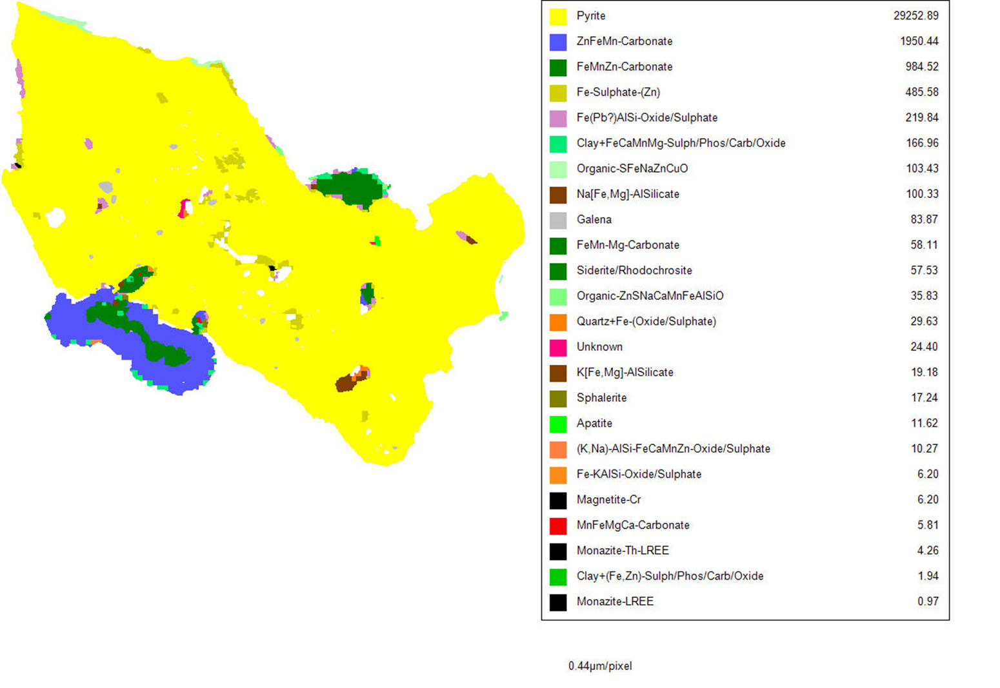 Pyrite 29252.89
ZnFeMn-Carbonate 1950.44
FeMnZn-Carbonate 984.52
Fe-Sulphate-(Zn) 485.58
Fe(Pb?)AlSi-Oxide/Sulphate 219.84
Clay+FeCaMnMg-Sulph/Phos/Carb/Oxide 166.96
Organic-SFeNaZnCuO 103.43
Na[Fe,Mg]-AlSilicate 100.33
Galena 83.87
FeMn-Mg-Carbonate 58.11
Siderite/Rhodochrosite 57.53
Organic-ZnSNaCaMnFeAlSiO 35.83
Quartz+Fe-(Oxide/Sulphate) 29.63
Unknown 24.40
K[Fe,Mg]-AlSilicate 19.18
Sphalerite 17.24
Apatite 11.62
(K,Na)-AlSi-FeCaMnZn-Oxide/Sulphate 10.27
Fe-KAlSi-Oxide/Sulphate 6.20
Magnetite-Cr 6.20
MnFeMgCa-Carbonate 5.81
Monazite-Th-LREE 4.26
Clay+(Fe,Zn)-Sulph/Phos/Carb/Oxide 1.94
Monazite-LREE 0.97
0.44µm/pixel